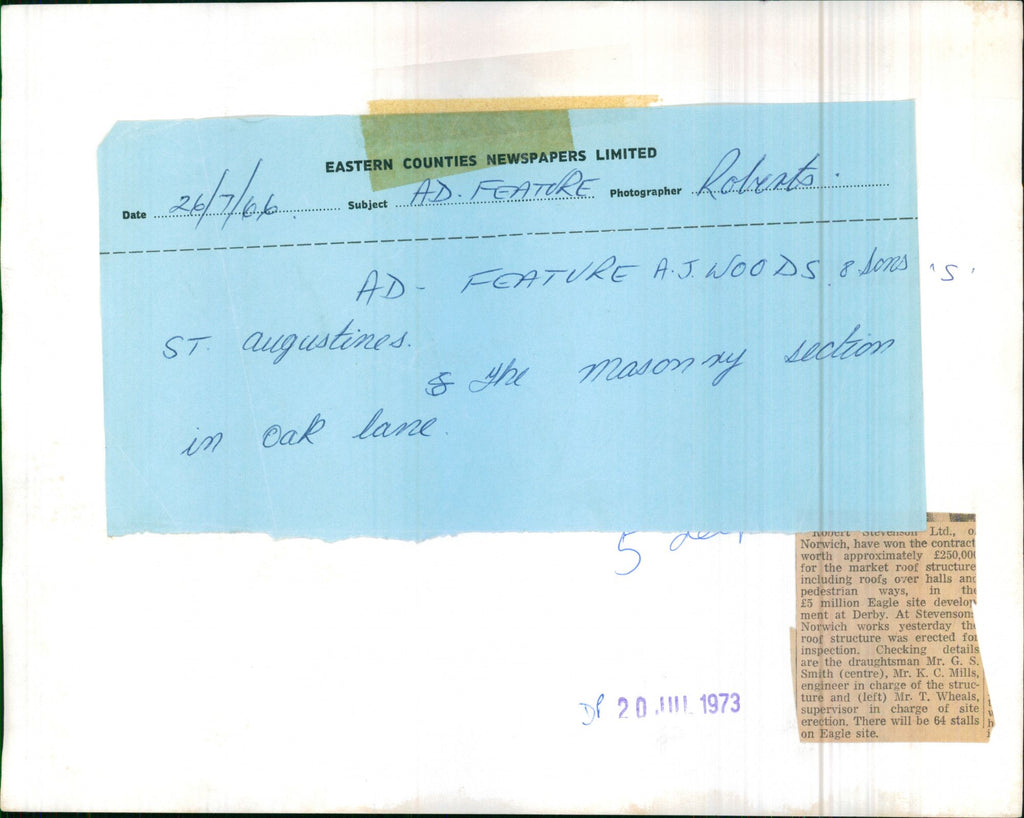 EASTERN COUNTIES NEWSPAPERS LIMITED
Date 26/7/66. Subject AD. FEATURE Photographer Roberts.
AD - FEATURE A.J. WOODS & Sons 'S'
ST. augustines.
& The masonry section
in oak lane.
5
Robert Stevenson Ltd., o
Norwich, have won the contract
worth approximately £250,000
for the market roof structure
including roofs over halls and
pedestrian ways, in the
£5 million Eagle site develop
ment at Derby. At Stevensons
Norwich works yesterday the
roof structure was erected for
inspection. Checking details
are the draughtsman Mr. G. S.
Smith (centre), Mr. K. C. Mills,
engineer in charge of the struc-
ture and (left) Mr. T. Wheals,
supervisor in charge of site
erection. There will be 64 stalls
on Eagle site.
DP 20 JUL 1973